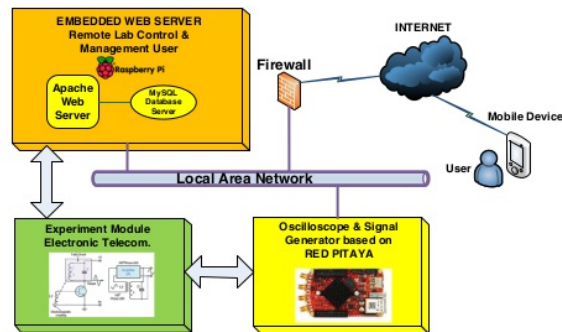 EMBEDDED WEB SERVER
Remote Lab Control &
Management User
Raspberry Pi
Apache
Web
Server
MySQL
Database
Server
Firewall
INTERNET
Mobile Device
User
Local Area Network
Experiment Module
Electronic Telecom.
Oscilloscope & Signal
Generator based on
RED PITAYA